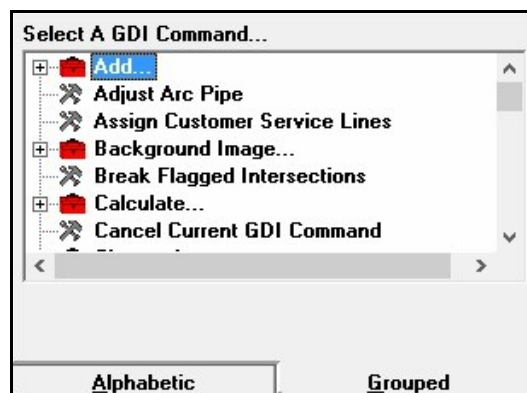 Select A GDI Command...
Add...
Adjust Arc Pipe
Assign Customer Service Lines
Background Image...
Break Flagged Intersections
Calculate...
Cancel Current GDI Command
Alphabetic
Grouped